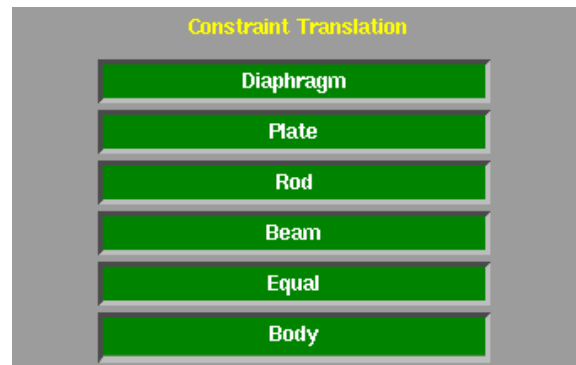 Constraint Translation
Diaphragm
Plate
Rod
Beam
Equal
Body